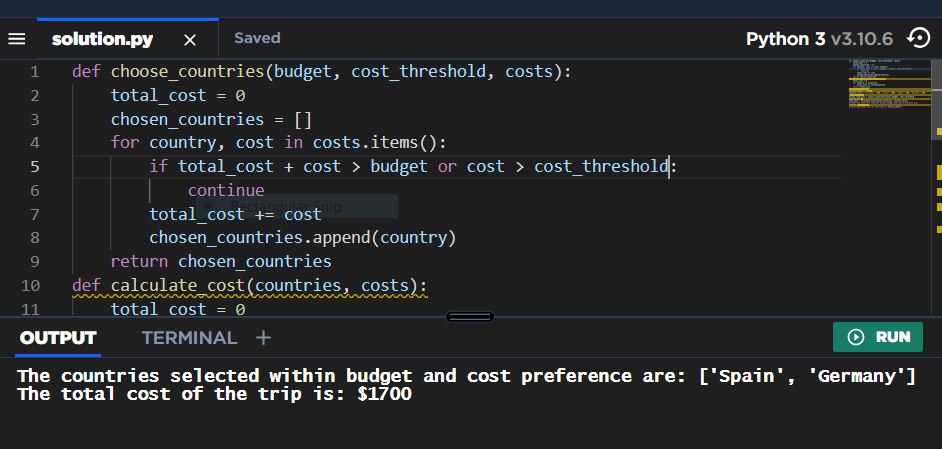 solution.py × Saved Python 3 v3.10.6
1 def choose_countries(budget, cost_threshold, costs):
2     total_cost = 0
3     chosen_countries = []
4     for country, cost in costs.items():
5         if total_cost + cost > budget or cost > cost_threshold:
6             continue
Rectangular Snip
7         total_cost += cost
8         chosen_countries.append(country)
9     return chosen_countries
10 def calculate_cost(countries, costs):
11     total_cost = 0
OUTPUT TERMINAL + RUN
The countries selected within budget and cost preference are: ['Spain', 'Germany']
The total cost of the trip is: $1700